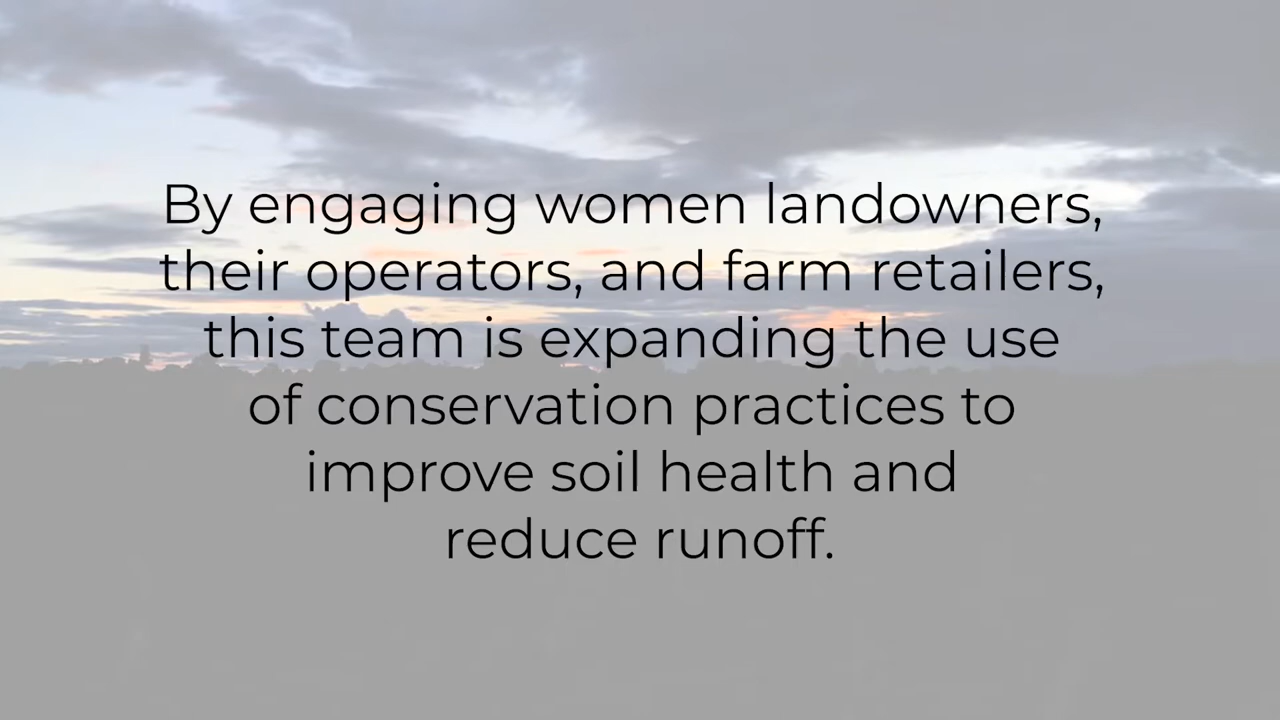 By engaging women landowners,
their operators, and farm retailers,
this team is expanding the use
of conservation practices to
improve soil health and
reduce runoff.